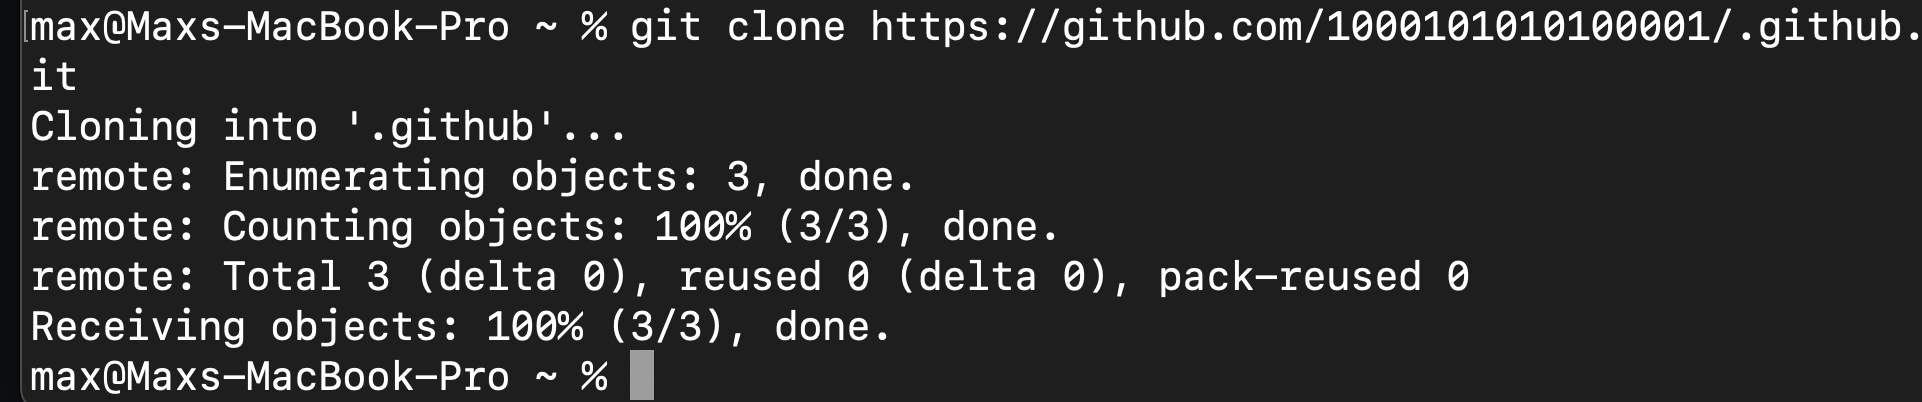 [max@Maxs-MacBook-Pro ~ % git clone https://github.com/1000101010100001/.github.
it
Cloning into '.github'...
remote: Enumerating objects: 3, done.
remote: Counting objects: 100% (3/3), done.
remote: Total 3 (delta 0), reused 0 (delta 0), pack-reused 0
Receiving objects: 100% (3/3), done.
max@Maxs-MacBook-Pro ~ %